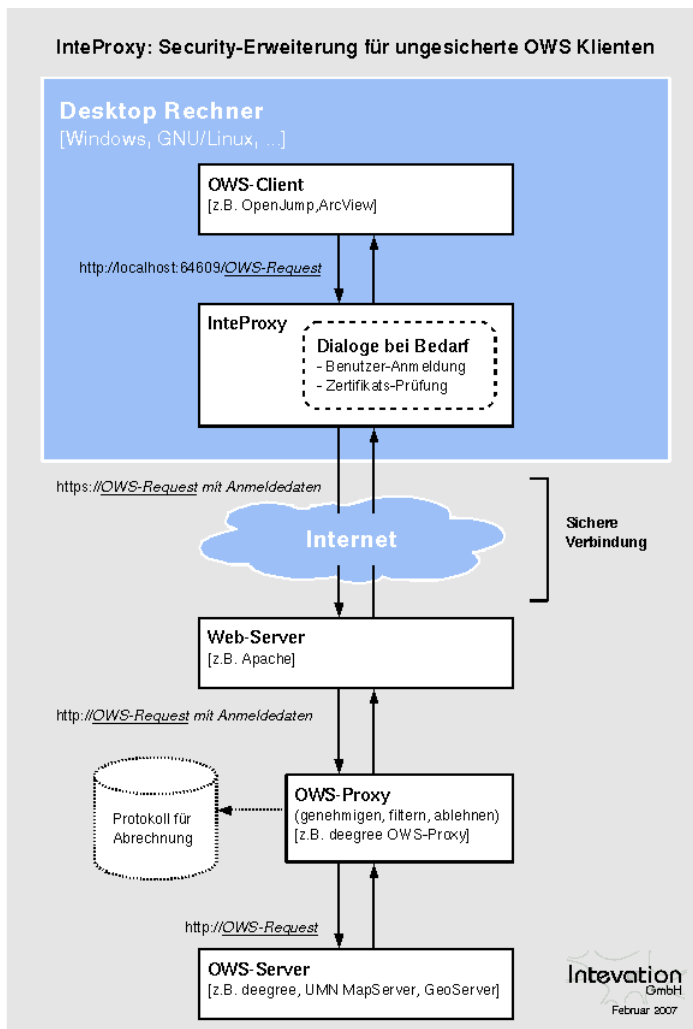 InteProxy: Security-Erweiterung für ungesicherte OWS Klienten
Desktop Rechner
[Windows, GNU/Linux, ...]
OWS-Client
[z.B. OpenJump,ArcView]
http://localhost:64609/OWS-Request
InteProxy
Dialoge bei Bedarf
- Benutzer-Anmeldung
- Zertifikats-Prüfung
https://OWS-Request mit Anmeldedaten
Internet
Sichere
Verbindung
Web-Server
[z.B. Apache]
http://OWS-Request mit Anmeldedaten
OWS-Proxy
(genehmigen, filtern, ablehnen)
[z.B. deegree OWS-Proxy]
Protokoll für
Abrechnung
http://OWS-Request
OWS-Server
[z.B. deegree, UMN MapServer, GeoServer]
Intevation
GmbH
Februar 2007